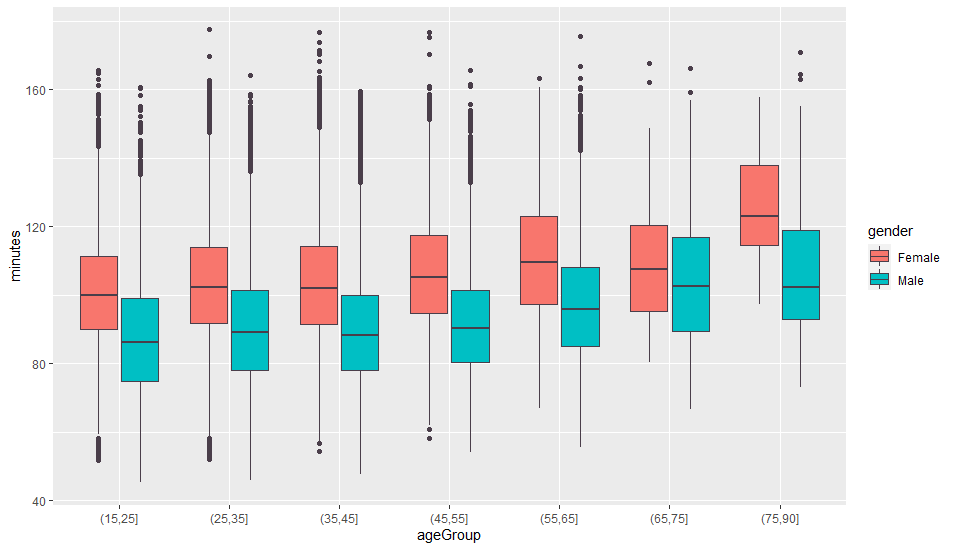 minutes
160
120
80
40
(15,25]
(25,35]
(35,45]
(45,55]
(55,65]
(65,75]
(75,90]
ageGroup
gender
Female
Male